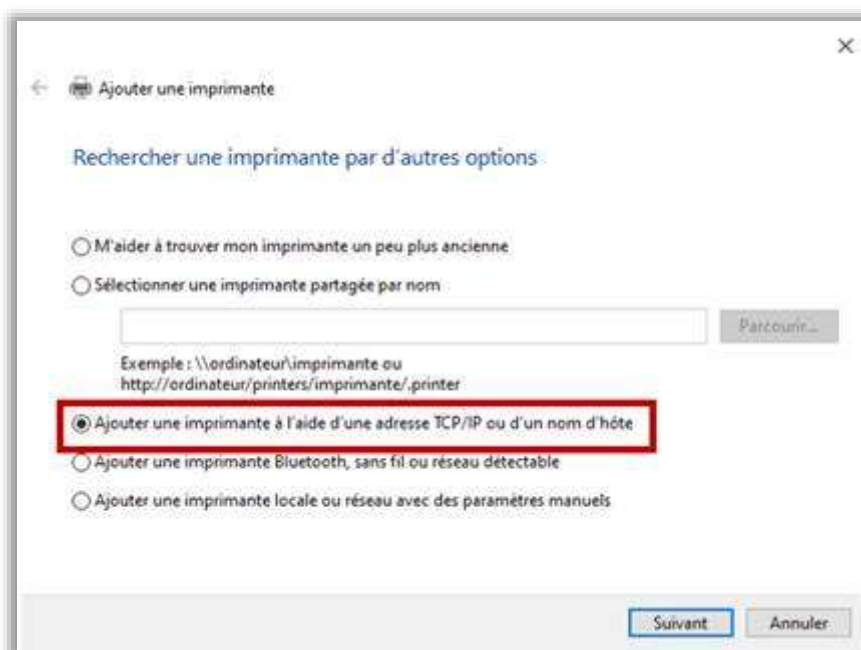 Ajouter une imprimante
Rechercher une imprimante par d'autres options
M'aider à trouver mon imprimante un peu plus ancienne
Sélectionner une imprimante partagée par nom
Parcourir...
Exemple : \\ordinateur\imprimante ou
http://ordinateur/printers/imprimante/.printer
Ajouter une imprimante à l'aide d'une adresse TCP/IP ou d'un nom d'hôte
Ajouter une imprimante Bluetooth, sans fil ou réseau détectable
Ajouter une imprimante locale ou réseau avec des paramètres manuels
Suivant
Annuler